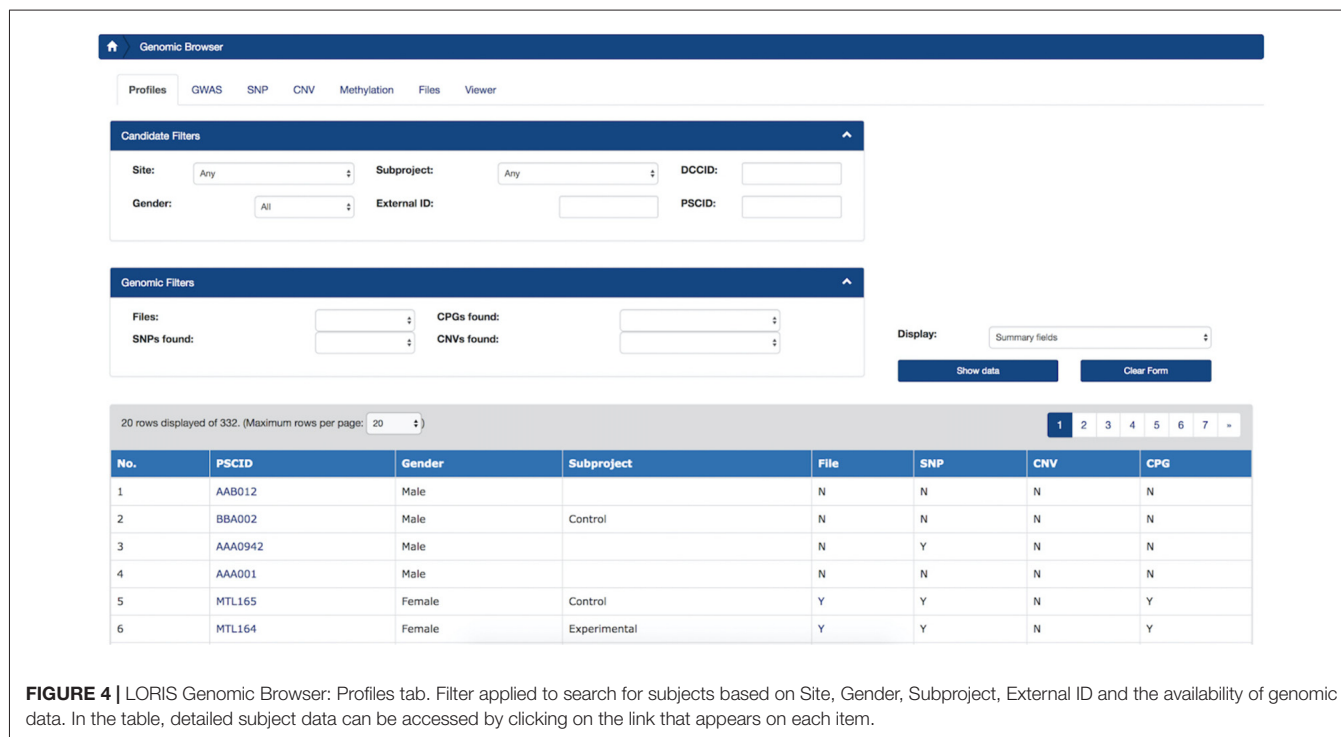 Genomic Browser
Profiles GWAS SNP CNV Methylation Files Viewer
Candidate Filters
Site: Any Subproject: Any DCCID:
Gender: All External ID: PSCID:
Genomic Filters
Files: CPGs found:
SNPs found: CNVs found:
Display: Summary fields
Show data Clear Form
20 rows displayed of 332. (Maximum rows per page: 20 ) 1 2 3 4 5 6 7 »
No. PSCID Gender Subproject File SNP CNV CPG
1 AAB012 Male N N N N
2 BBA002 Male Control N N N N
3 AAA0942 Male N Y N N
4 AAA001 Male N N N N
5 MTL165 Female Control Y Y N Y
6 MTL164 Female Experimental Y Y N Y
FIGURE 4 | LORIS Genomic Browser: Profiles tab. Filter applied to search for subjects based on Site, Gender, Subproject, External ID and the availability of genomic
data. In the table, detailed subject data can be accessed by clicking on the link that appears on each item.